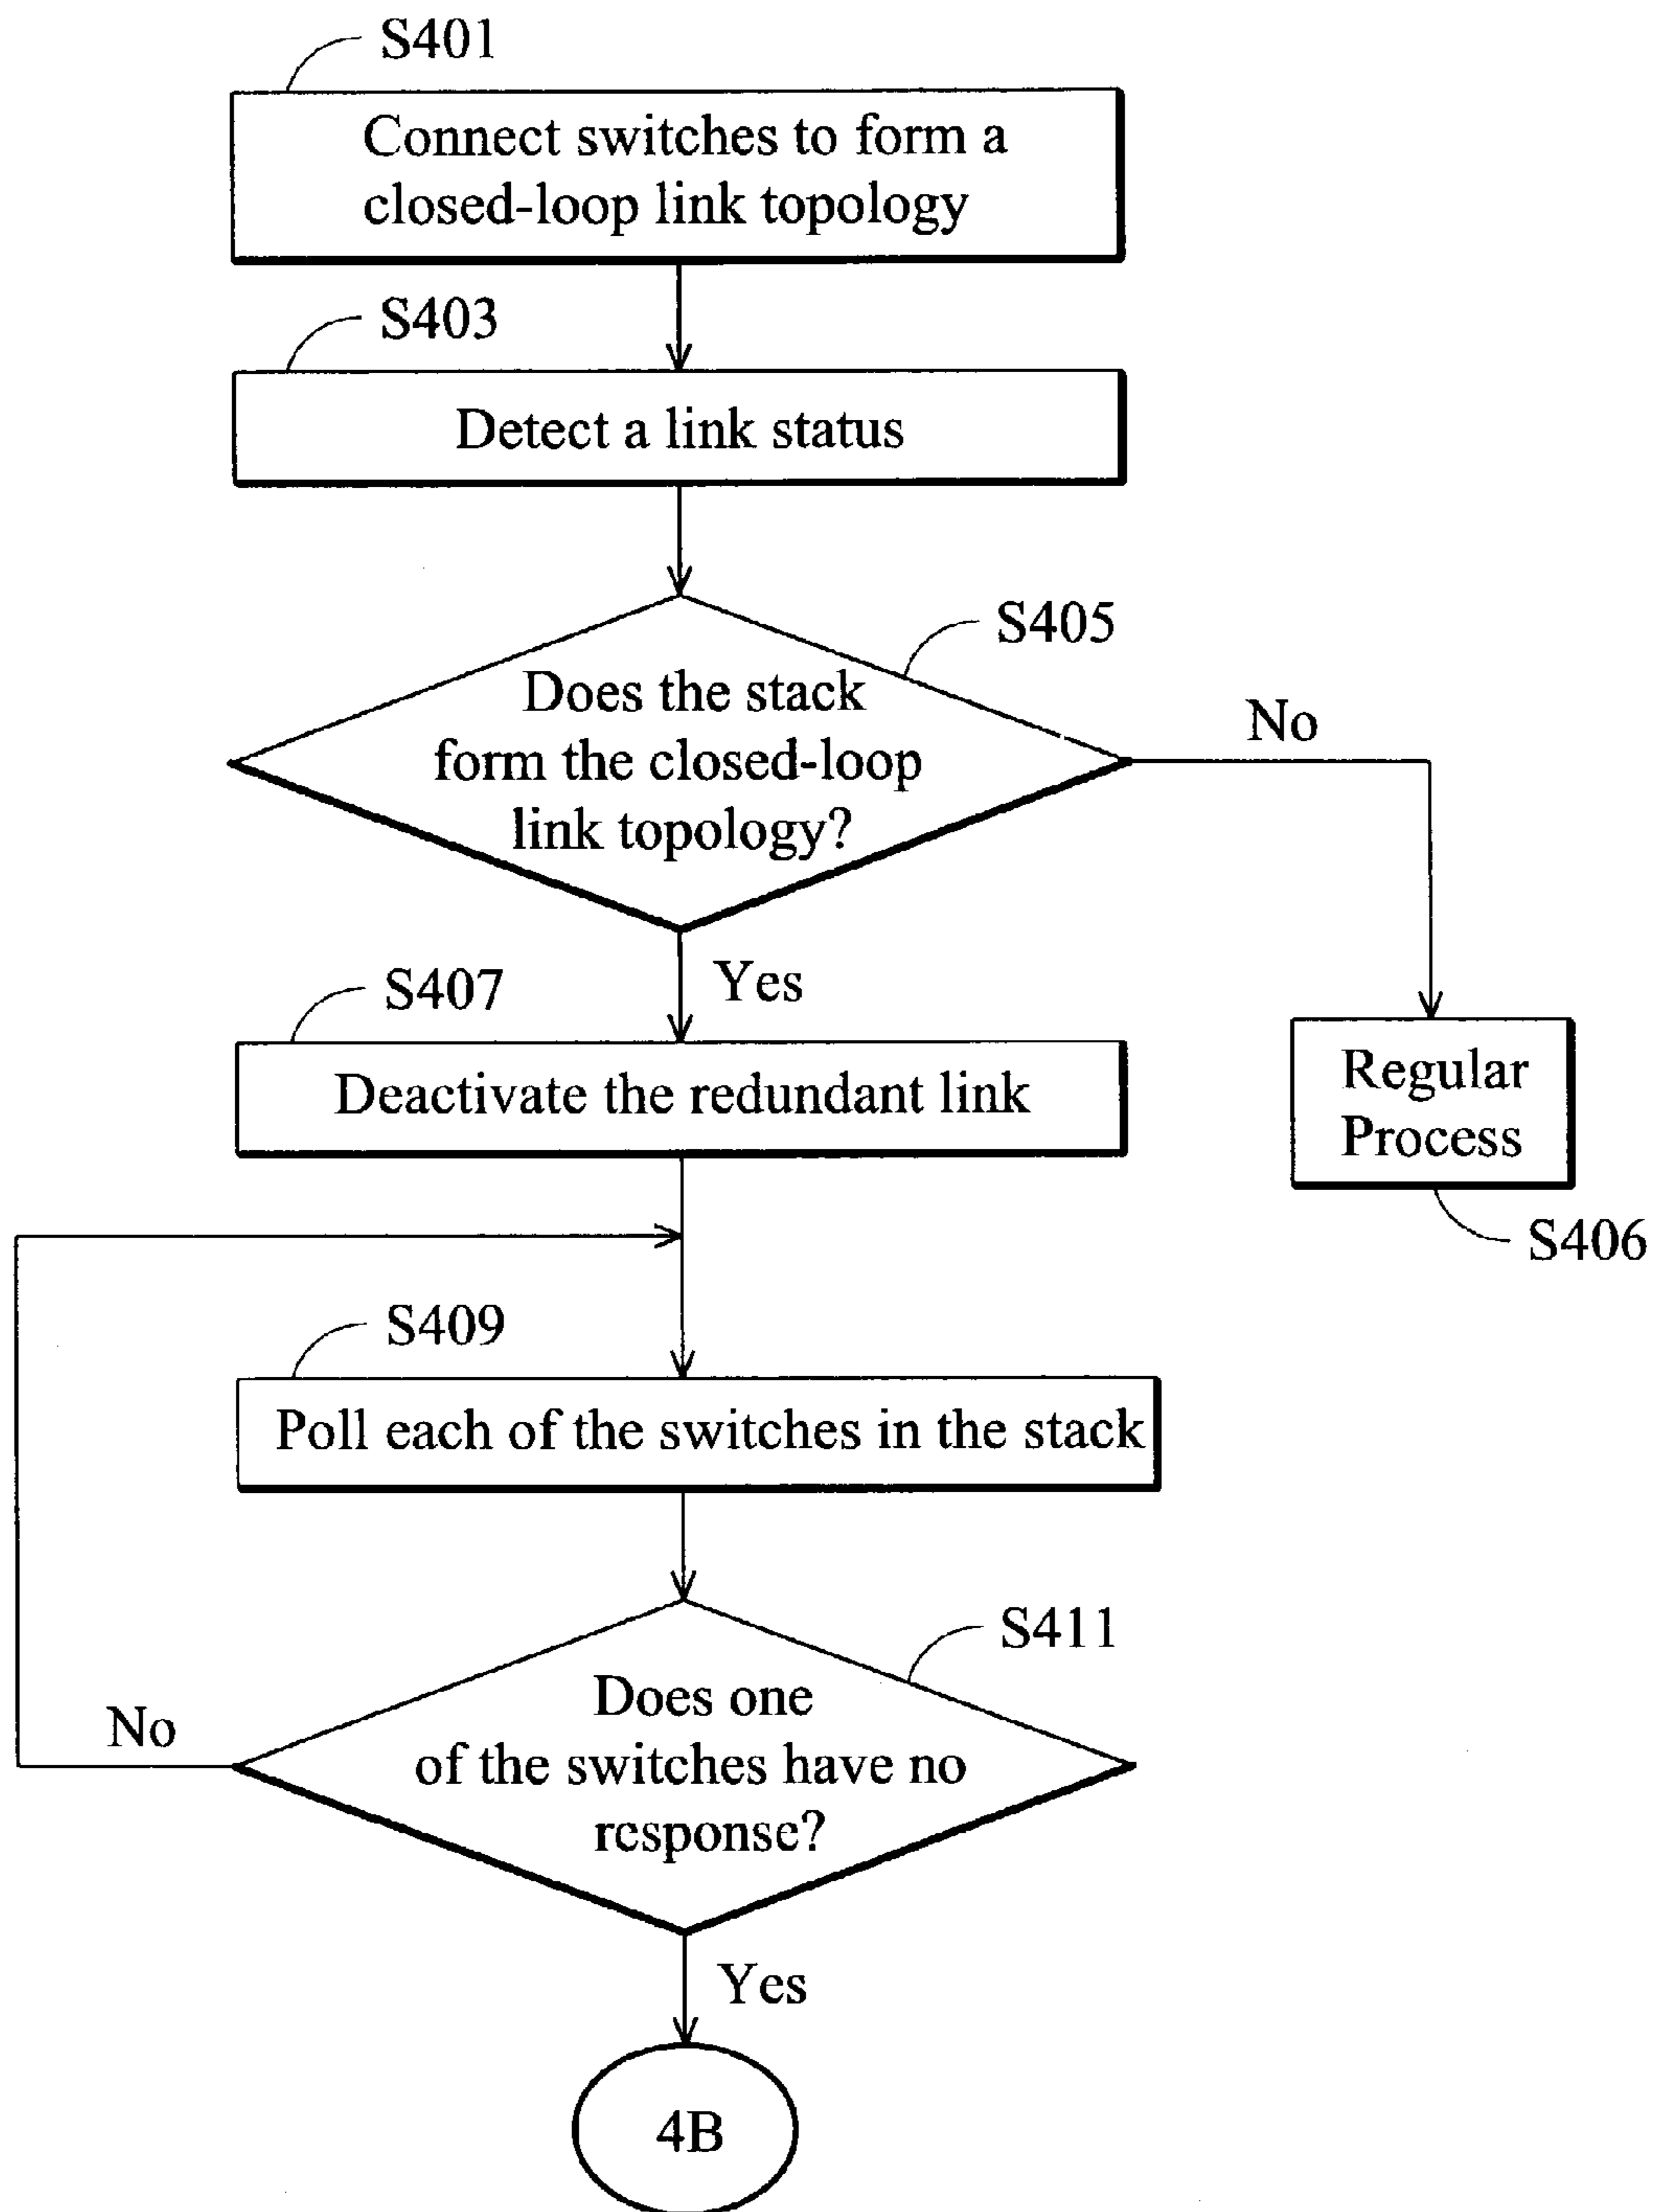 S401
Connect switches to form a
closed-loop link topology
S403
Detect a link status
S405
Does the stack
form the closed-loop
link topology?
No
Yes
S407
Deactivate the redundant link
Regular
Process
S406
S409
Poll each of the switches in the stack
S411
Does one
of the switches have no
response?
No
Yes
4B